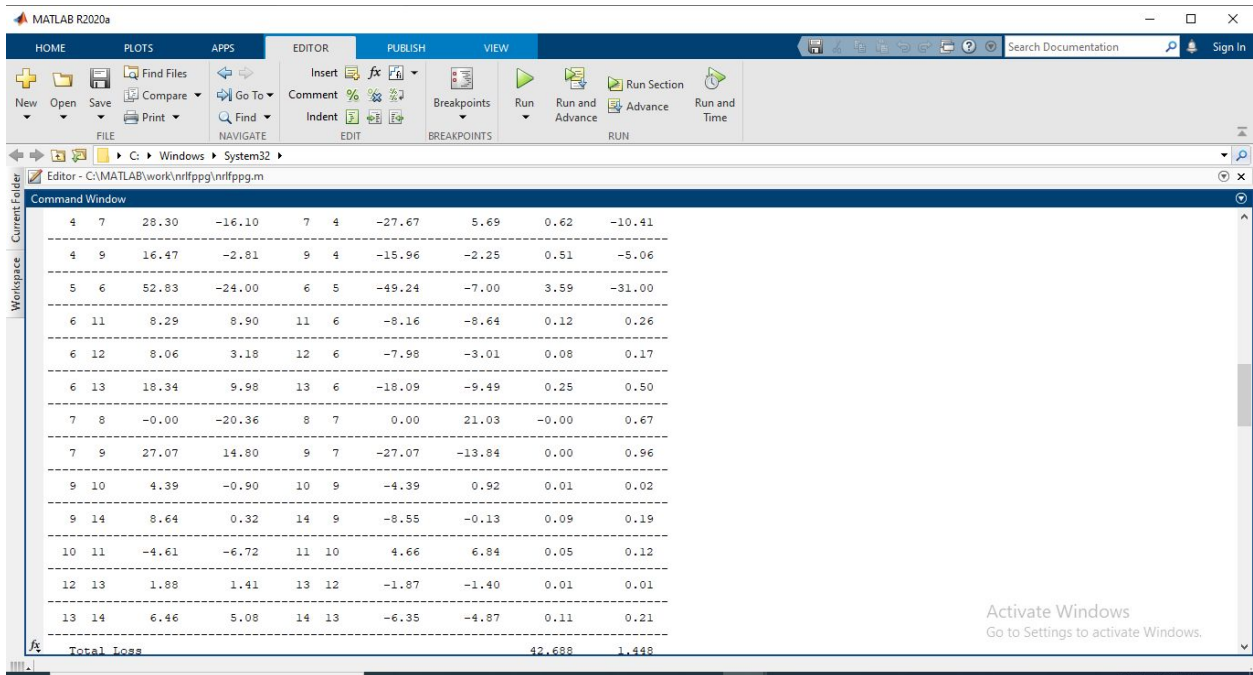 MATLAB R2020a
HOME PLOTS APPS EDITOR PUBLISH VIEW Search Documentation Sign In
New Open Save Find Files Compare Print Go To Find Insert fx Comment % Indent Breakpoints Run Run and Advance Run Section Advance Run and Time
FILE NAVIGATE EDIT BREAKPOINTS RUN
C: Windows System32
Editor - C:\MATLAB\work\nrlfppg\nrlfppg.m
Command Window
Current Folder
Workspace
4 7 28.30 -16.10 7 4 -27.67 5.69 0.62 -10.41
4 9 16.47 -2.81 9 4 -15.96 -2.25 0.51 -5.06
5 6 52.83 -24.00 6 5 -49.24 -7.00 3.59 -31.00
6 11 8.29 8.90 11 6 -8.16 -8.64 0.12 0.26
6 12 8.06 3.18 12 6 -7.98 -3.01 0.08 0.17
6 13 18.34 9.98 13 6 -18.09 -9.49 0.25 0.50
7 8 -0.00 -20.36 8 7 0.00 21.03 -0.00 0.67
7 9 27.07 14.80 9 7 -27.07 -13.84 0.00 0.96
9 10 4.39 -0.90 10 9 -4.39 0.92 0.01 0.02
9 14 8.64 0.32 14 9 -8.55 -0.13 0.09 0.19
10 11 -4.61 -6.72 11 10 4.66 6.84 0.05 0.12
12 13 1.88 1.41 13 12 -1.87 -1.40 0.01 0.01
13 14 6.46 5.08 14 13 -6.35 -4.87 0.11 0.21
fx Total Loss 42.688 1.448
Activate Windows
Go to Settings to activate Windows.